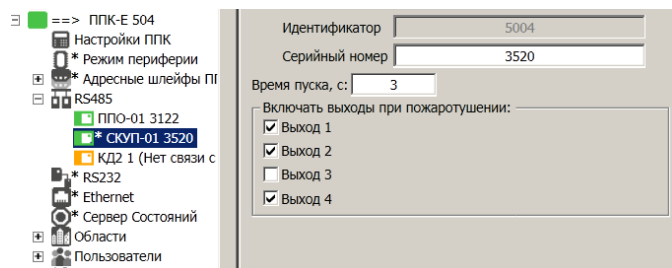 ==> ППК-Е 504
Настройки ППК
* Режим периферии
* Адресные шлейфы ПГ
RS485
ППО-01 3122
* СКУП-01 3520
КД2 1 (Нет связи с
* RS232
* Ethernet
* Сервер Состояний
Области
Пользователи
Идентификатор 5004
Серийный номер 3520
Время пуска, с: 3
Включать выходы при пожаротушении:
Выход 1
Выход 2
Выход 3
Выход 4